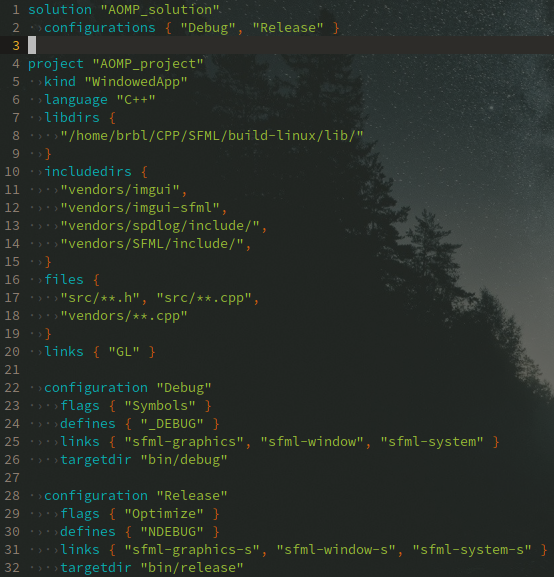 1 solution "AOMP_solution"
2 configurations { "Debug", "Release" }
3
4 project "AOMP_project"
5 kind "WindowedApp"
6 language "C++"
7 libdirs {
8 "/home/brbl/CPP/SFML/build-linux/lib/"
9 }
10 includedirs {
11 "vendors/imgui",
12 "vendors/imgui-sfml",
13 "vendors/spdlog/include/",
14 "vendors/SFML/include/",
15 }
16 files {
17 "src/**.h", "src/**.cpp",
18 "vendors/**.cpp"
19 }
20 links { "GL" }
21
22 configuration "Debug"
23 flags { "Symbols" }
24 defines { "_DEBUG" }
25 links { "sfml-graphics", "sfml-window", "sfml-system" }
26 targetdir "bin/debug"
27
28 configuration "Release"
29 flags { "Optimize" }
30 defines { "NDEBUG" }
31 links { "sfml-graphics-s", "sfml-window-s", "sfml-system-s" }
32 targetdir "bin/release"